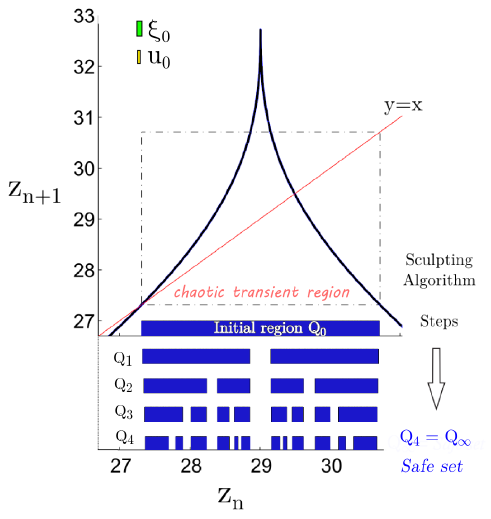 33
ξ₀
32
u₀
31
y=x
30
zₙ₊₁
29
28
Sculpting
Algorithm
chaotic transient region
Steps
27
Initial region Q₀
Q₁
Q₂
Q₃
Q₄
Q₄ = Q∞
Safe set
27 28 29 30
zₙ